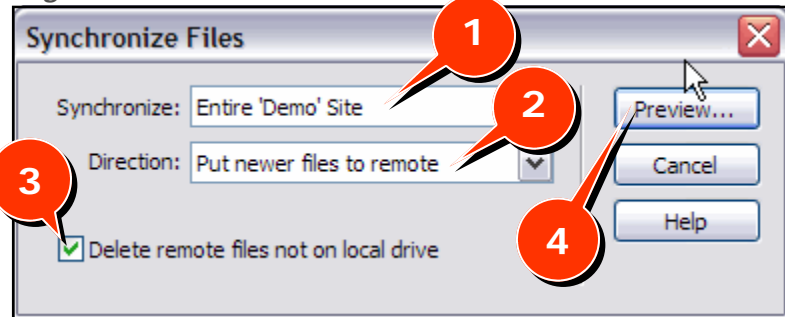 Synchronize Files
1
Synchronize: Entire 'Demo' Site
2
Preview...
Direction: Put newer files to remote
Cancel
3
Help
4
Delete remote files not on local drive